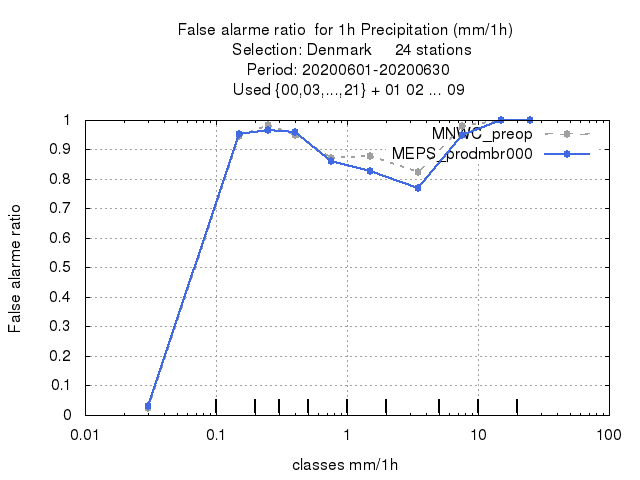 False alarme ratio  for 1h Precipitation (mm/1h)
Selection: Denmark     24 stations
Period: 20200601-20200630
Used {00,03,...,21} + 01 02 ... 09
MNWC_preop
MEPS_prodmbr000
1
0.9
0.8
0.7
0.6
0.5
0.4
0.3
0.2
0.1
0
False alarme ratio
0.01 0.1 1 10 100
classes mm/1h